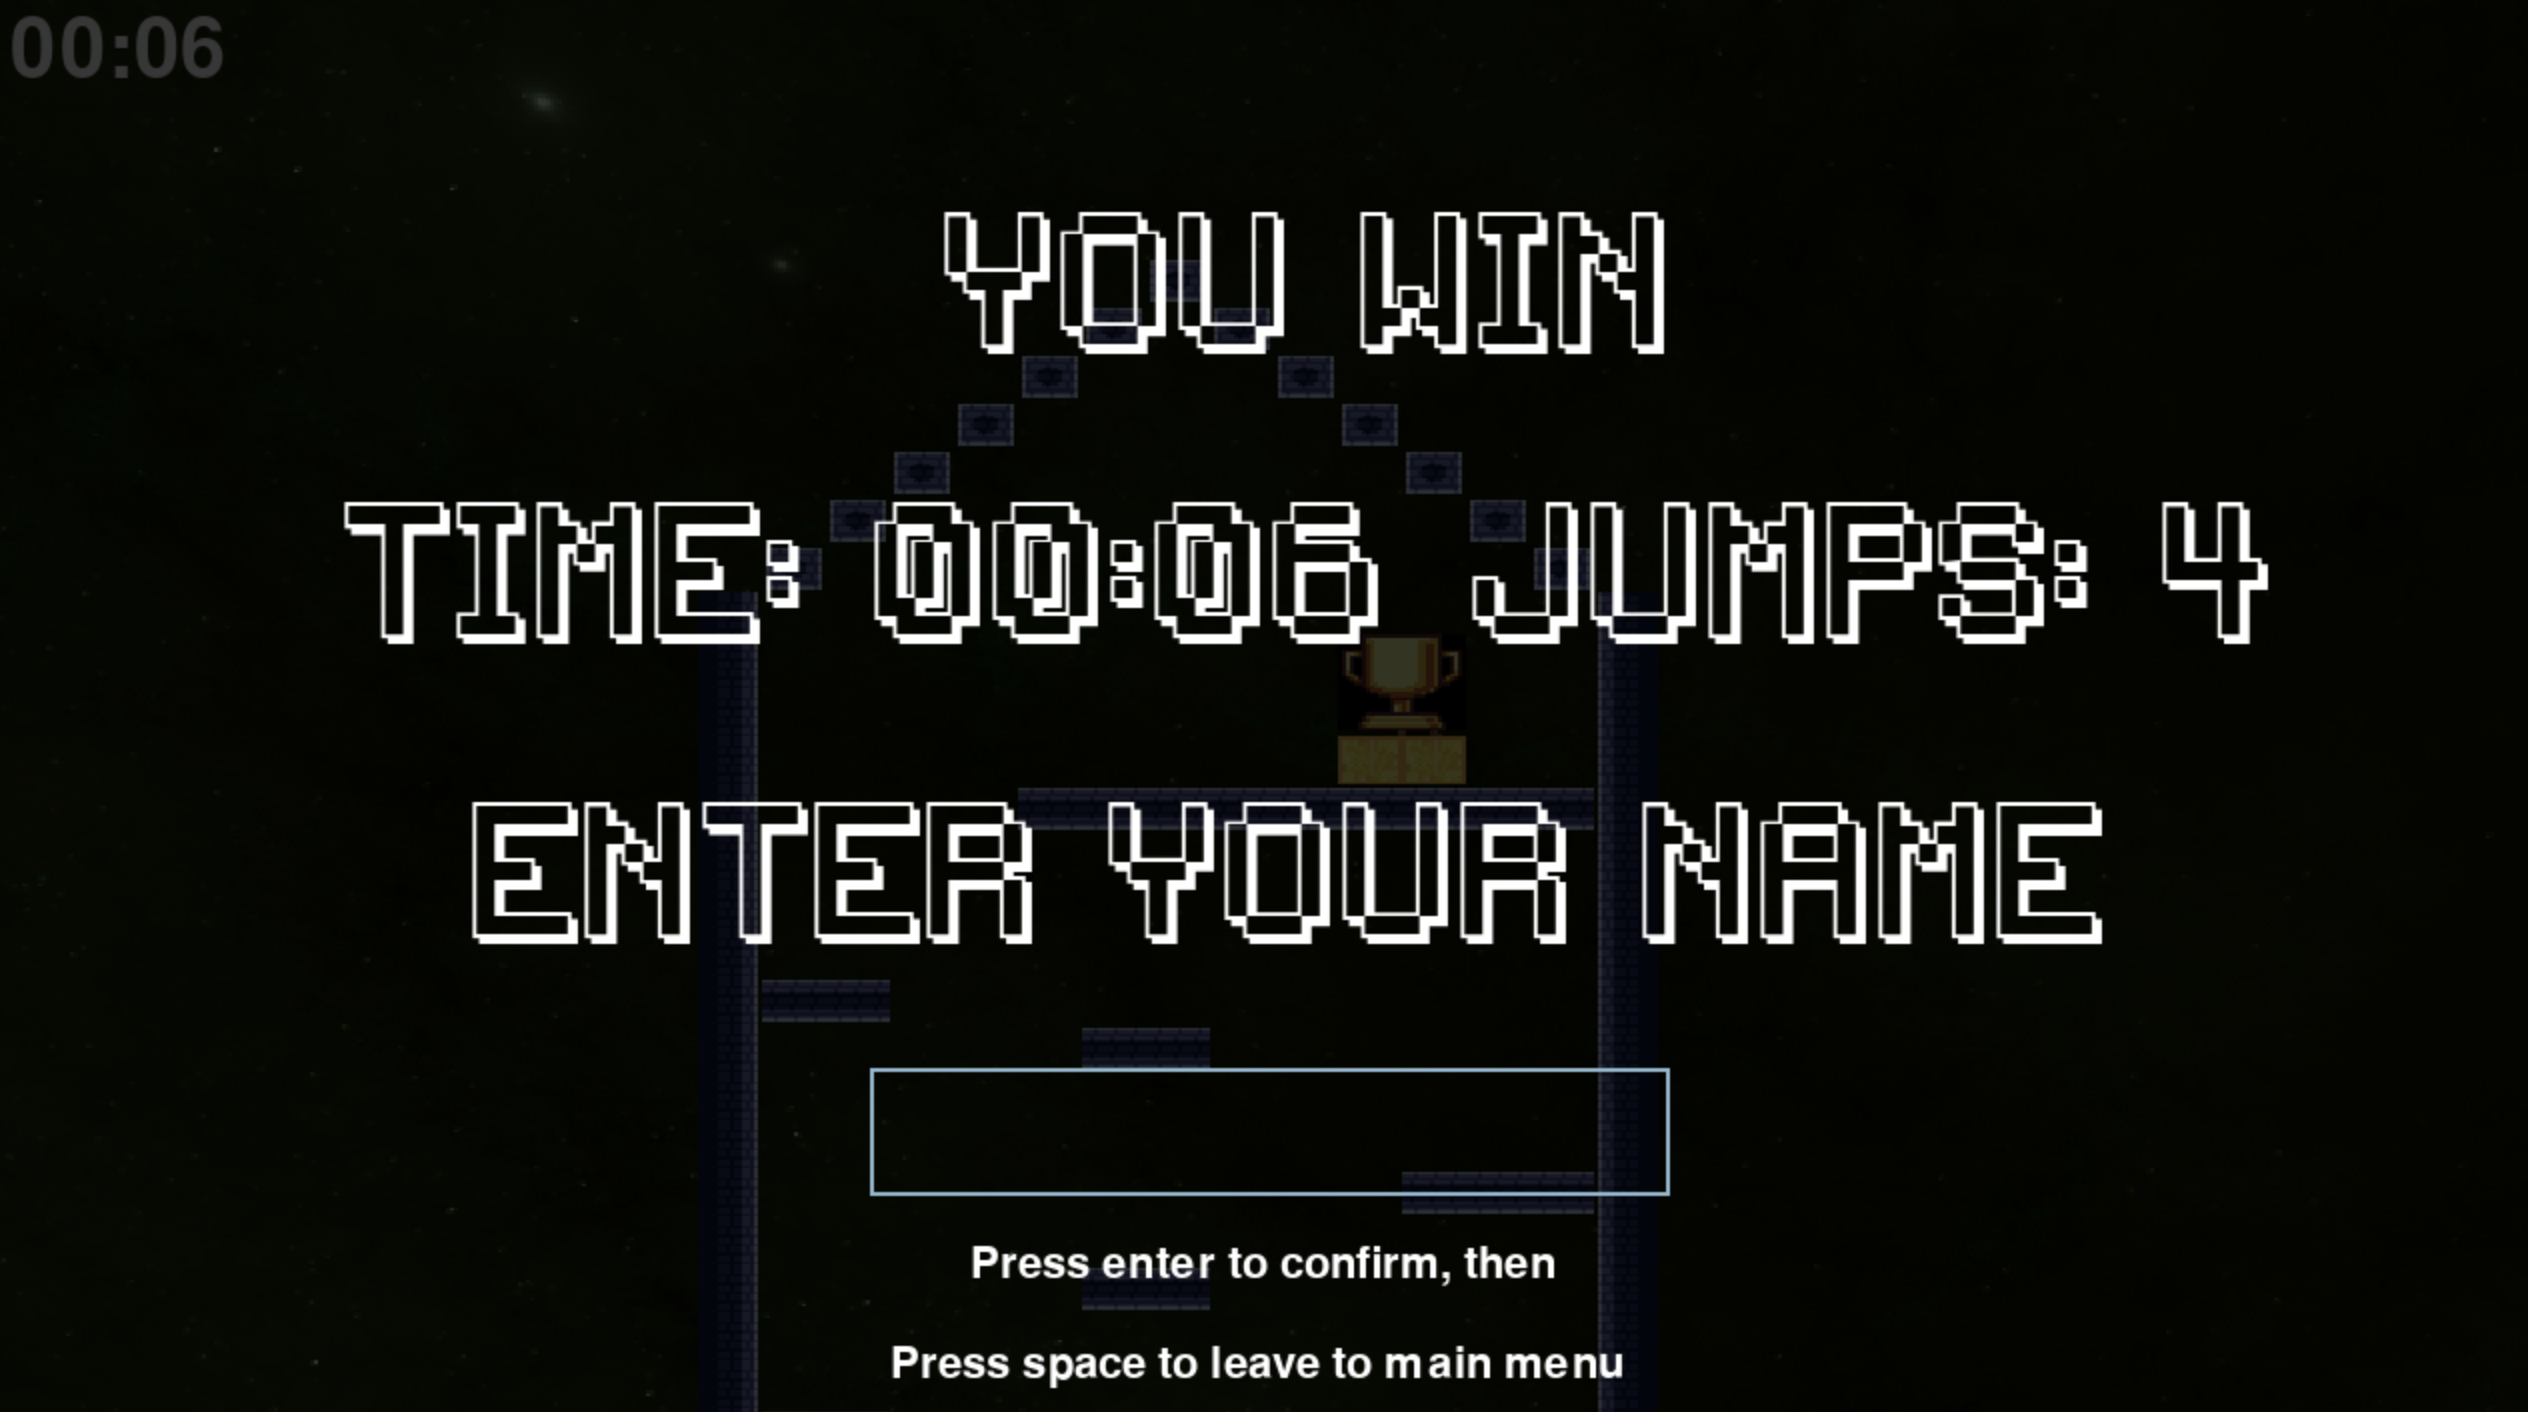 00:06
YOU WIN
TIME: 00:06 JUMPS: 4
ENTER YOUR NAME
Press enter to confirm, then
Press space to leave to main menu